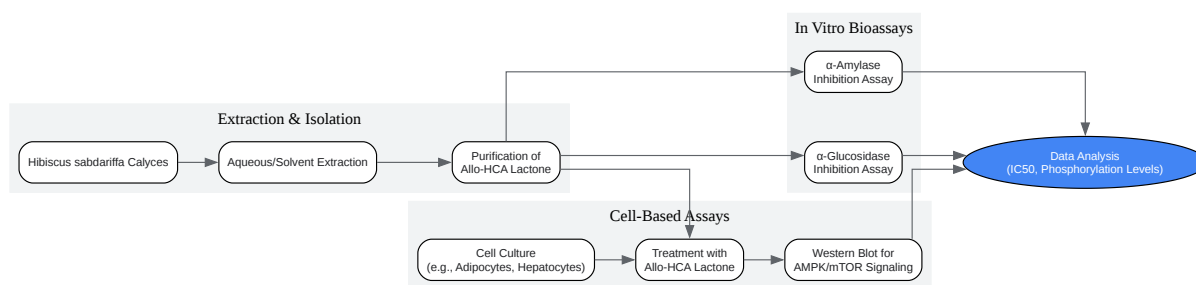 In Vitro Bioassays
α-Amylase
Inhibition Assay
Extraction & Isolation
Hibiscus sabdariffa Calyces
Aqueous/Solvent Extraction
Purification of
Allo-HCA Lactone
α-Glucosidase
Inhibition Assay
Data Analysis
(IC50, Phosphorylation Levels)
Cell-Based Assays
Cell Culture
(e.g., Adipocytes, Hepatocytes)
Treatment with
Allo-HCA Lactone
Western Blot for
AMPK/mTOR Signaling